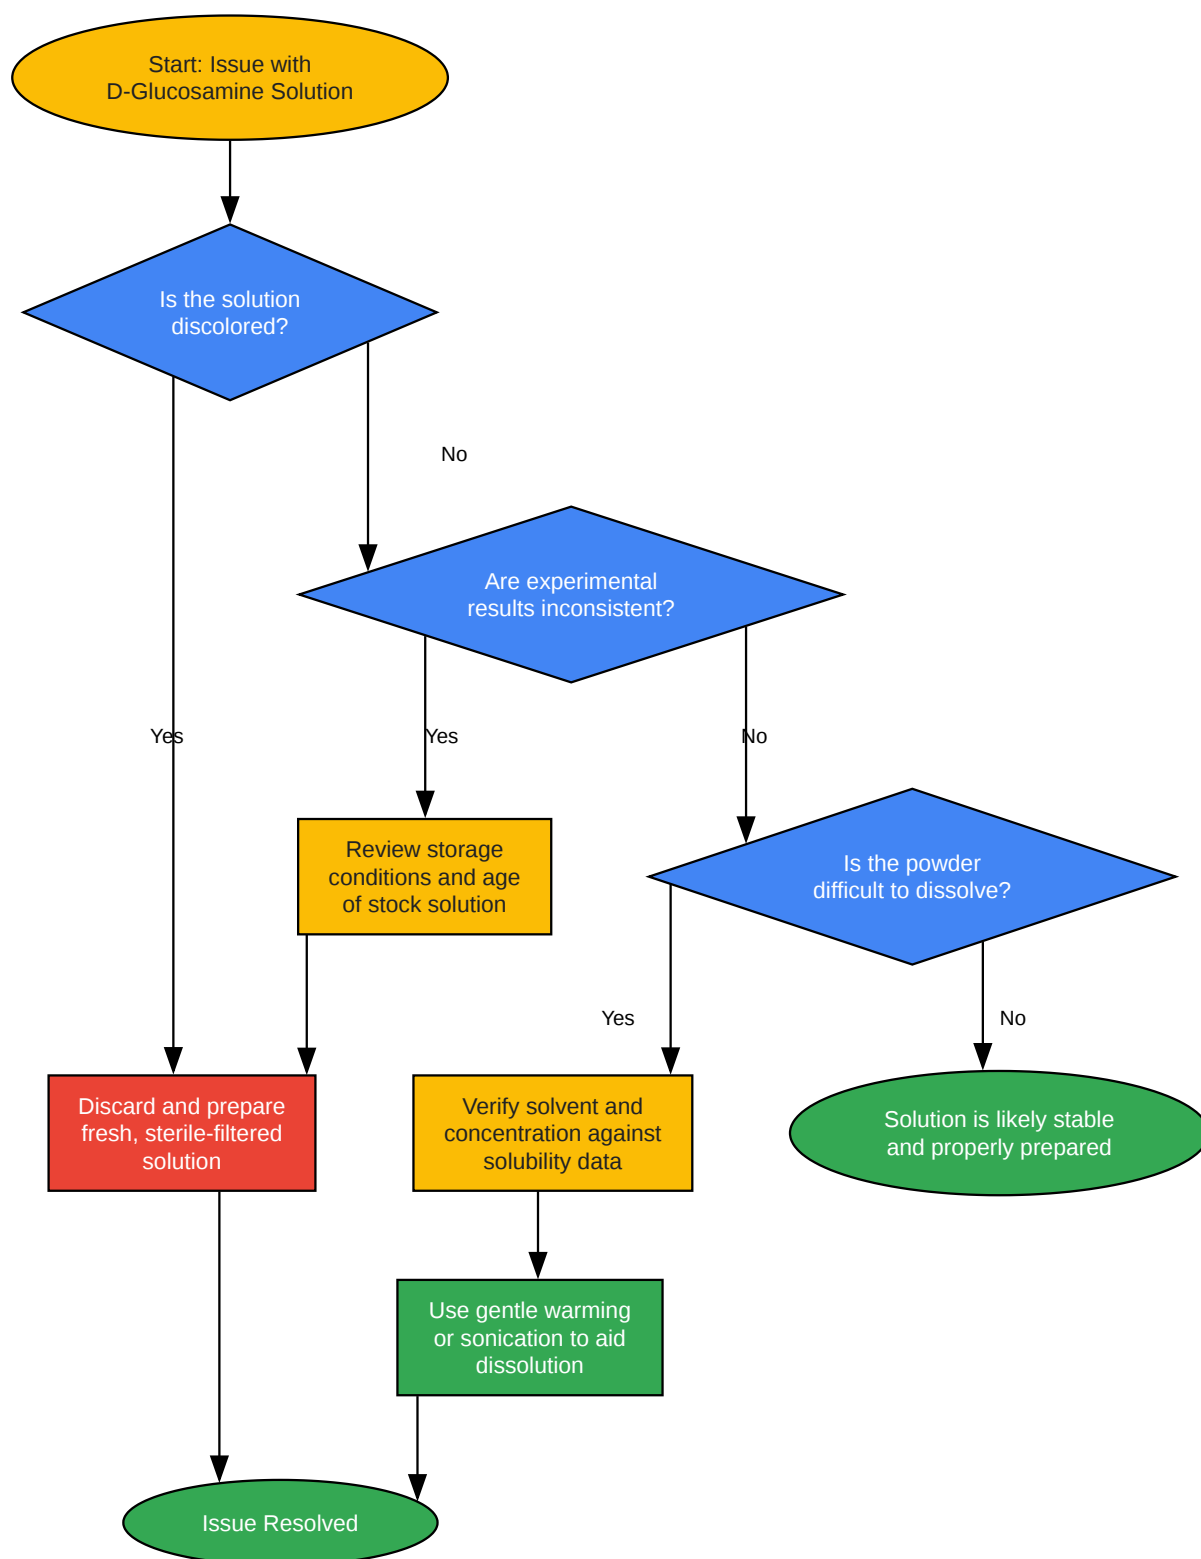 Start: Issue with
D-Glucosamine Solution
Is the solution
discolored?
No
Are experimental
results inconsistent?
Yes
Yes
No
Review storage
conditions and age
of stock solution
Is the powder
difficult to dissolve?
Yes
No
Discard and prepare
fresh, sterile-filtered
solution
Verify solvent and
concentration against
solubility data
Solution is likely stable
and properly prepared
Use gentle warming
or sonication to aid
dissolution
Issue Resolved